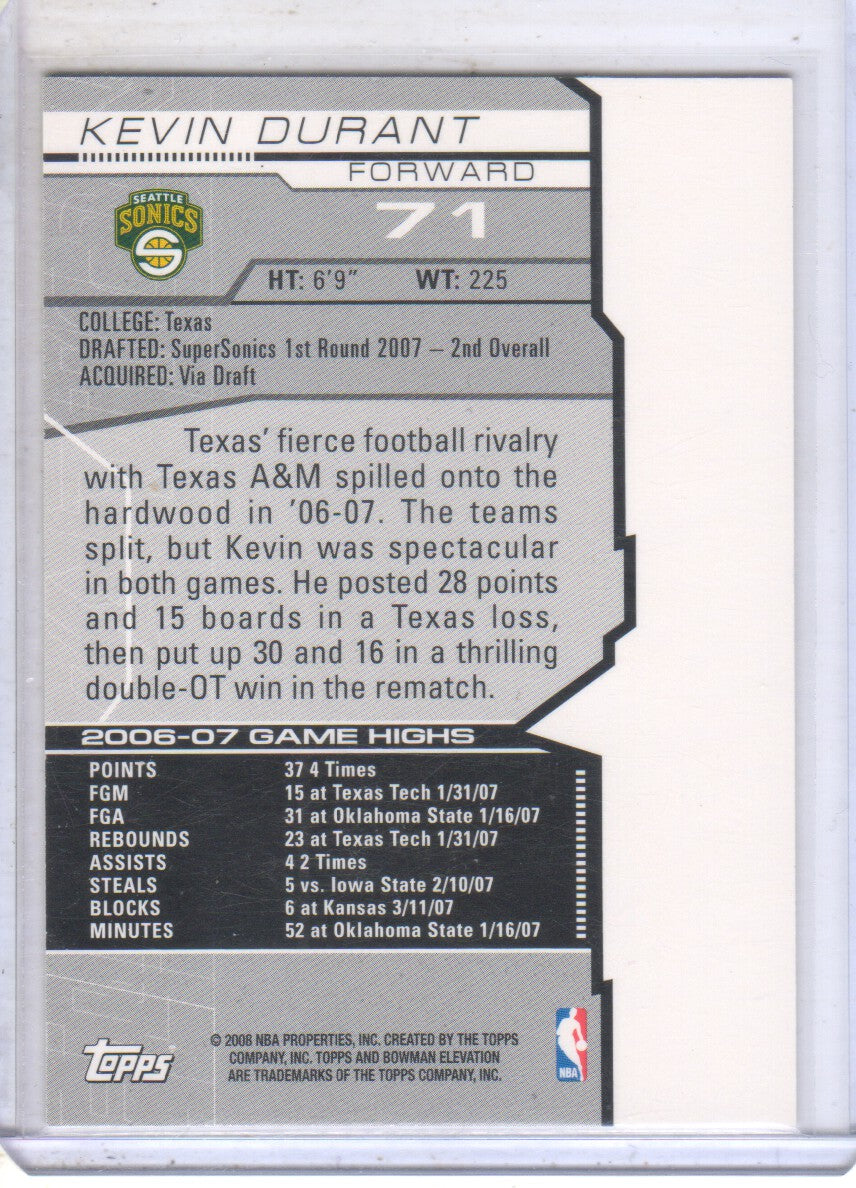 KEVIN DURANT
FORWARD
SEATTLE
SONICS
71
HT: 6'9" WT: 225
COLLEGE: Texas
DRAFTED: SuperSonics 1st Round 2007 – 2nd Overall
ACQUIRED: Via Draft
Texas' fierce football rivalry
with Texas A&M spilled onto the
hardwood in '06-07. The teams
split, but Kevin was spectacular
in both games. He posted 28 points
and 15 boards in a Texas loss,
then put up 30 and 16 in a thrilling
double-OT win in the rematch.
2006-07 GAME HIGHS
POINTS 37 4 Times
FGM 15 at Texas Tech 1/31/07
FGA 31 at Oklahoma State 1/16/07
REBOUNDS 23 at Texas Tech 1/31/07
ASSISTS 4 2 Times
STEALS 5 vs. Iowa State 2/10/07
BLOCKS 6 at Kansas 3/11/07
MINUTES 52 at Oklahoma State 1/16/07
TOPPS
© 2008 NBA PROPERTIES, INC. CREATED BY THE TOPPS
COMPANY, INC. TOPPS AND BOWMAN ELEVATION
ARE TRADEMARKS OF THE TOPPS COMPANY, INC.
NBA